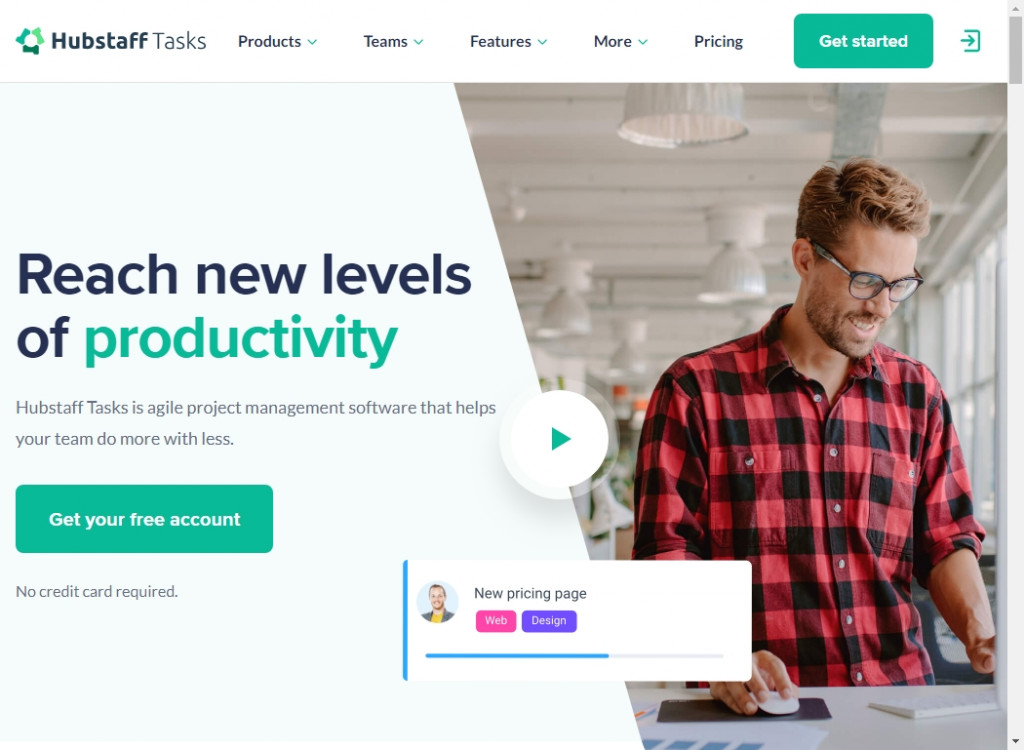 Hubstaff Tasks
Products
Teams
Features
More
Pricing
Get started
Reach new levels
of productivity
Hubstaff Tasks is agile project management software that helps
your team do more with less.
Get your free account
No credit card required.
New pricing page
Web
Design